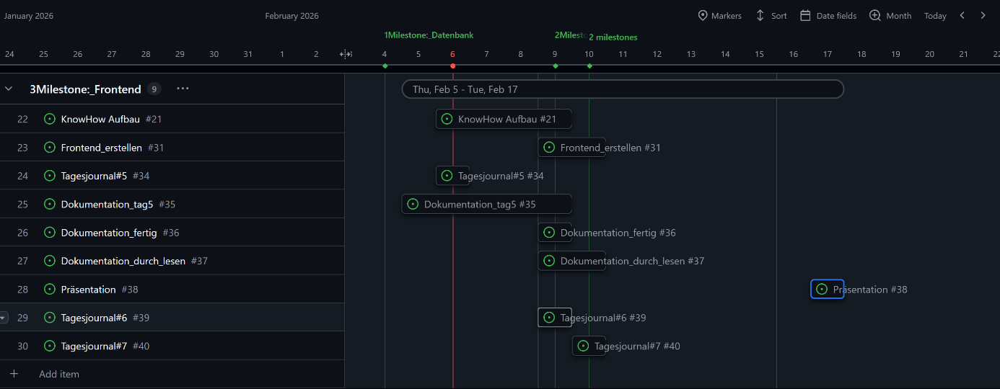 January 2026 February 2026 Markers Sort Date fields Month Today
1Milestone:_Datenbank 2Milesto 2 milestones
24 25 26 27 28 29 30 31 1 2 3 4 5 6 7 8 9 10 11 12 13 14 15 16 17 18 19 20 21 22
3Milestone:_Frontend 9 ... Thu, Feb 5 - Tue, Feb 17
22 KnowHow Aufbau #21 KnowHow Aufbau #21
23 Frontend_erstellen #31 Frontend_erstellen #31
24 Tagesjournal#5 #34 Tagesjournal#5 #34
25 Dokumentation_tag5 #35 Dokumentation_tag5 #35
26 Dokumentation_fertig #36 Dokumentation_fertig #36
27 Dokumentation_durch_lesen #37 Dokumentation_durch_lesen #37
28 Präsentation #38 Präsentation #38
29 Tagesjournal#6 #39 Tagesjournal#6 #39
30 Tagesjournal#7 #40 Tagesjournal#7 #40
+ Add item